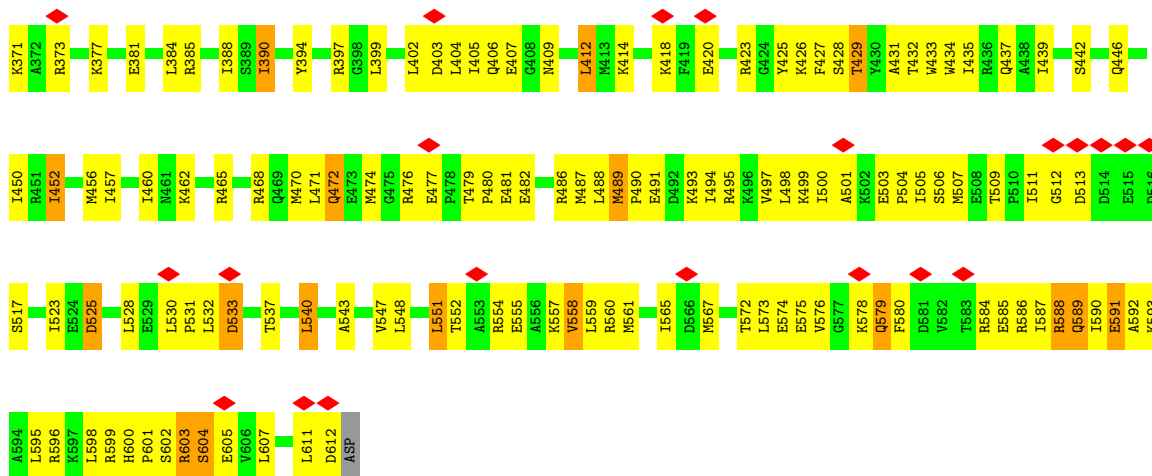 K371 A372 R373 K377 E381 L384 R385 I388 S389 I390 Y394 R397 G398 L399 L402 D403 L404 I405 Q406 E407 G408 N409 L412 M413 K414 K418 F419 E420 R423 G424 Y425 K426 F427 S428 T429 Y430 A431 T432 W433 W434 I435 R436 Q437 A438 I439 S442 Q446
I450 R451 I452 M456 I457 I460 N461 K462 R465 R468 Q469 M470 L471 Q472 E473 M474 G475 R476 E477 P478 T479 P480 E481 E482 R486 M487 L488 M489 P490 E491 D492 K493 I494 R495 K496 V497 L498 K499 I500 A501 K502 E503 P504 I505 S506 M507 E508 T509 P510 I511 G512 D513 D514 E515 D516
S517 I523 E524 D525 L528 E529 L530 P531 L532 D533 T537 L540 A543 V547 L548 L551 T552 A553 R554 E555 A556 K557 V558 L559 R560 M561 I565 D566 M567 T572 L573 E574 E575 V576 G577 K578 Q579 F580 D581 V582 T583 R584 E585 R586 I587 R588 Q589 I590 E591 A592 K593
A594 L595 R596 K597 L598 R599 H600 P601 S602 R603 S604 E605 V606 L607 L611 D612 ASP